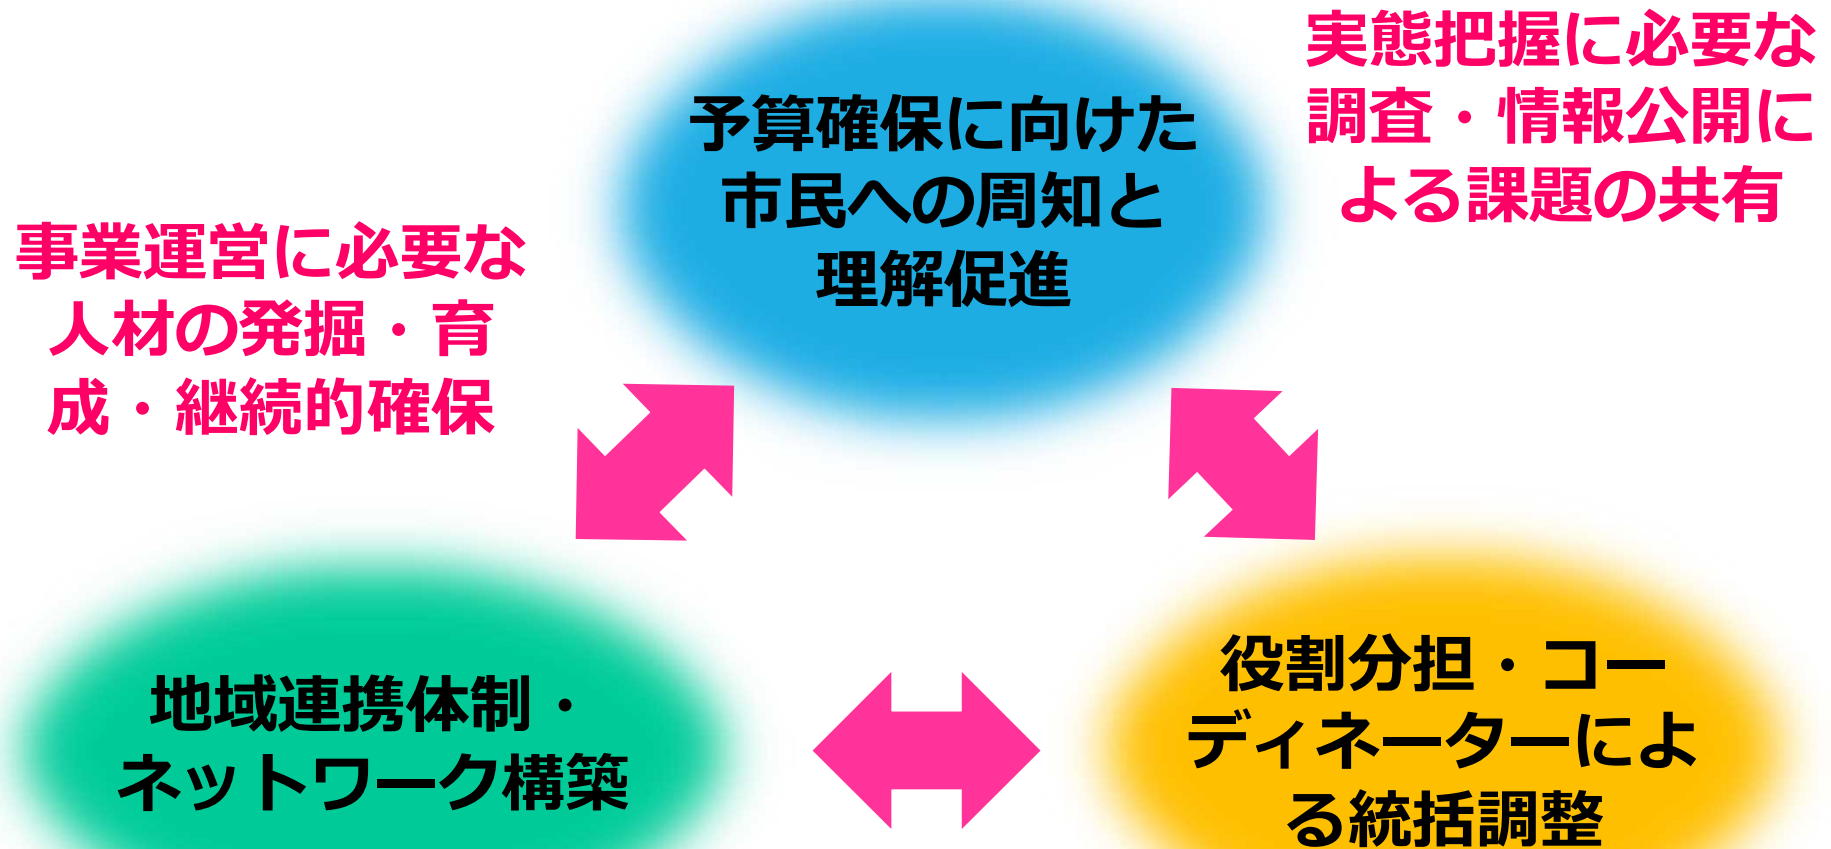 実態把握に必要な
調査・情報公開に
よる課題の共有
予算確保に向けた
市民への周知と
理解促進
事業運営に必要な
人材の発掘・育
成・継続的確保
地域連携体制・
ネットワーク構築
役割分担・コー
ディネーターによ
る統括調整